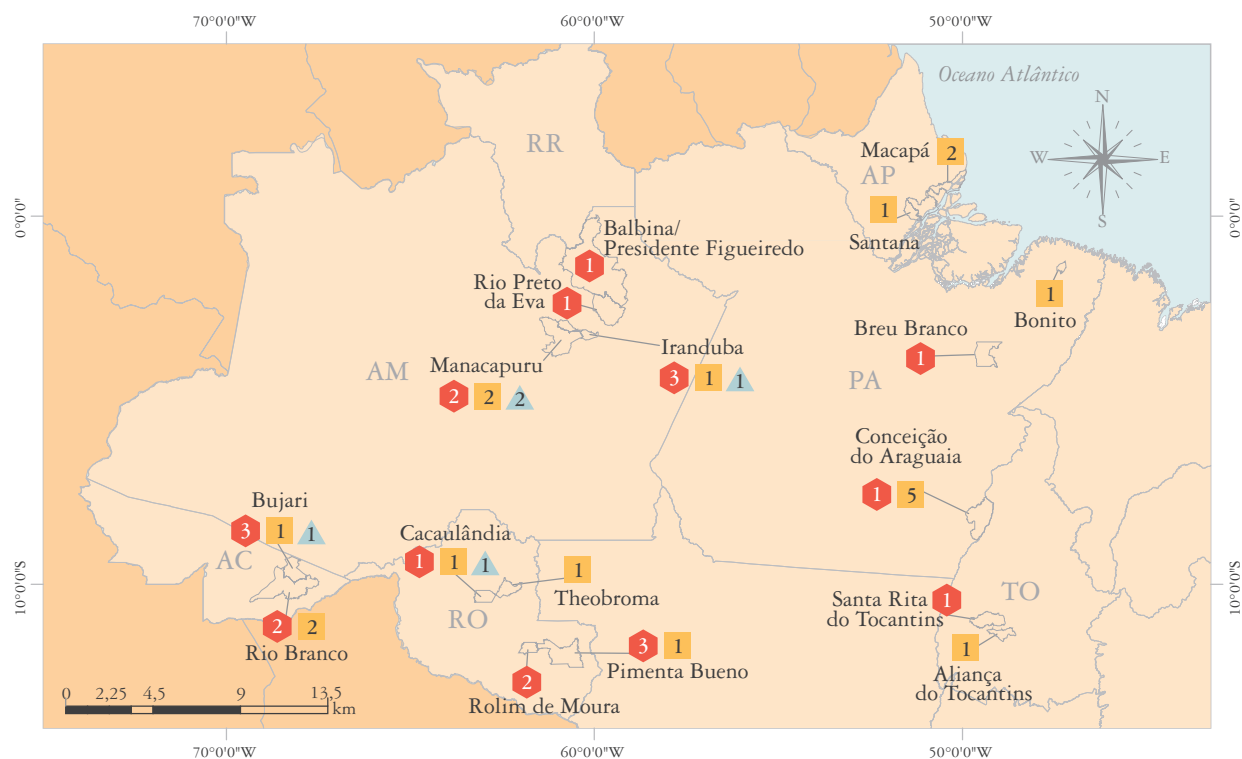 70°0'0"W
60°0'0"W
50°0'0"W
Oceano Atlântico
N
W
E
S
RR
Macapá
2
AP
1
Santana
0°0'0"
0°0'0"
Balbina/
Presidente Figueiredo
1
Rio Preto
da Eva
1
Bonito
1
Breu Branco
1
Iranduba
3
1
1
Manacapuru
2
2
2
AM
PA
Conceição
do Araguaia
1
5
Bujari
3
1
1
AC
Cacaulândia
1
1
1
1
Theobroma
10°0'0"S
10°0'0"S
RO
TO
Santa Rita
do Tocantins
1
Rio Branco
2
2
3
1
Pimenta Bueno
2
Rolim de Moura
1
Aliança
do Tocantins
0
2,25
4,5
9
13,5
km
70°0'0"W
60°0'0"W
50°0'0"W